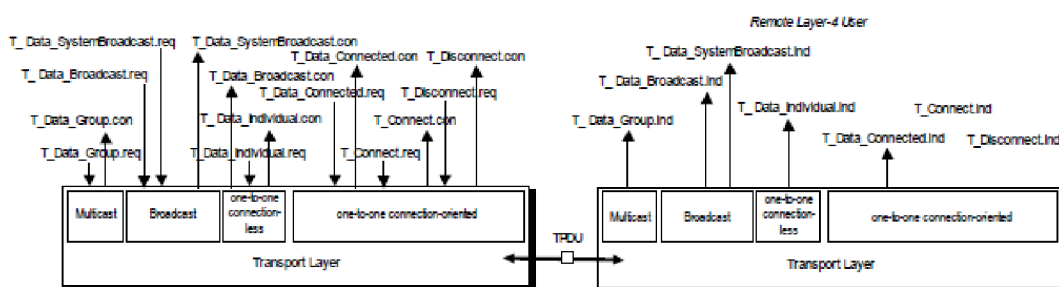 Remote Layer-4 User
T_Data_SystemBroadcast.req
T_Data_SystemBroadcast.con
T_Data_Connected.con
T_Disconnect.con
T_Data_SystemBroadcast.ind
T_Data_Broadcast.req
T_Data_Broadcast.con
T_Data_Connected.req
T_Disconnect.req
T_Data_Broadcast.ind
T_Data_Group.con
T_Data_Individual.con
T_Connect.con
T_Data_Group.ind
T_Data_Individual.ind
T_Connect.ind
T_Data_Connected.ind
T_Disconnect.ind
T_Data_Group.req
T_Data_Individual.req
T_Connect.req
Multicast
Broadcast
one-to-one
connection-
less
one-to-one connection-oriented
Transport Layer
TPDU
Multicast
Broadcast
one-to-one
connection-
less
one-to-one connection-oriented
Transport Layer